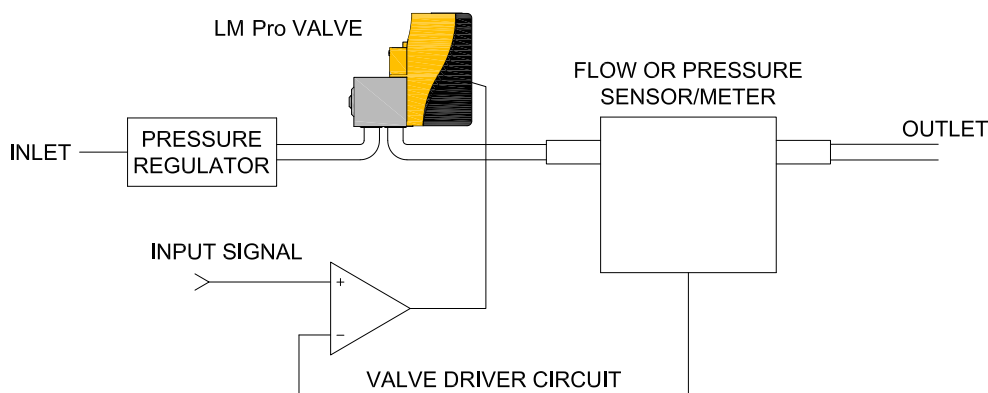 LM Pro VALVE
FLOW OR PRESSURE
SENSOR/METER
INLET
PRESSURE
REGULATOR
OUTLET
INPUT SIGNAL
+
−
VALVE DRIVER CIRCUIT